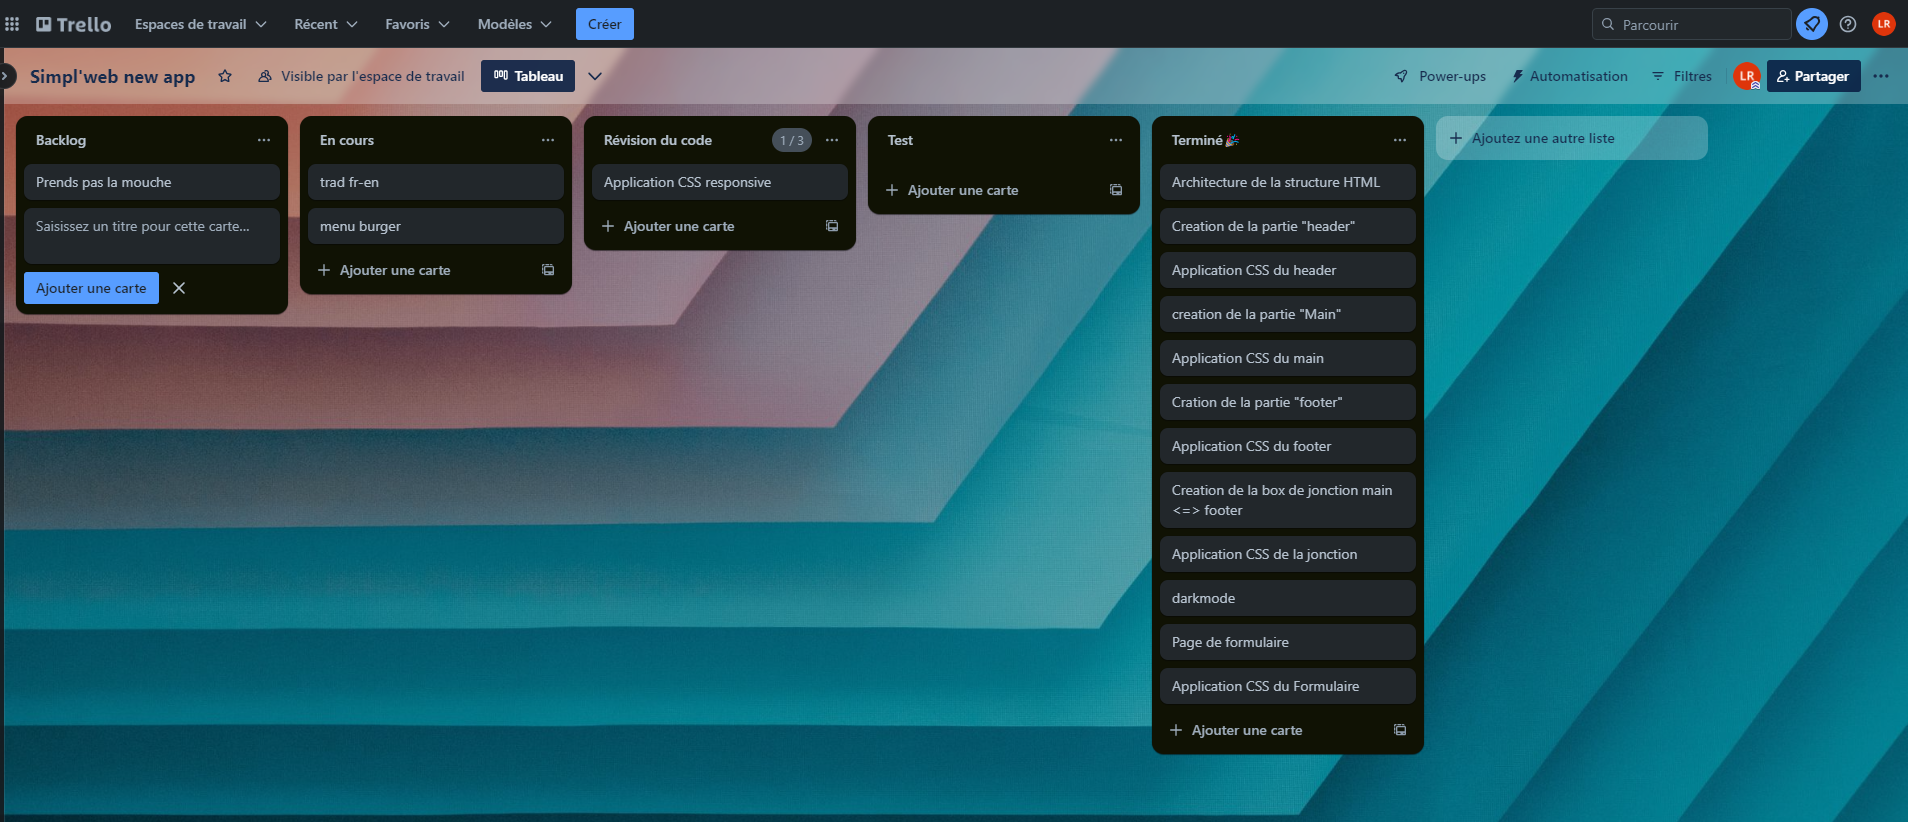 Trello
Espaces de travail
Récent
Favoris
Modèles
Créer
Parcourir
LR
Simpl'web new app
Visible par l'espace de travail
Tableau
Power-ups
Automatisation
Filtres
LR
Partager
Backlog
Prends pas la mouche
Saisissez un titre pour cette carte...
Ajouter une carte
En cours
trad fr-en
menu burger
Ajouter une carte
Révision du code
1 / 3
Application CSS responsive
Ajouter une carte
Test
Ajouter une carte
Terminé🎉
Architecture de la structure HTML
Creation de la partie "header"
Application CSS du header
creation de la partie "Main"
Application CSS du main
Cration de la partie "footer"
Application CSS du footer
Creation de la box de jonction main
<=> footer
Application CSS de la jonction
darkmode
Page de formulaire
Application CSS du Formulaire
Ajouter une carte
Ajoutez une autre liste